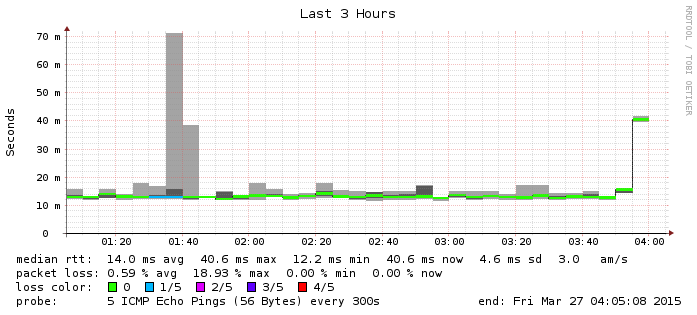 Last 3 Hours
RRDTOOL / TOBI OETIKER
Seconds
70 m
60 m
50 m
40 m
30 m
20 m
10 m
0
01:20 01:40 02:00 02:20 02:40 03:00 03:20 03:40 04:00
median rtt: 14.0 ms avg 40.6 ms max 12.2 ms min 40.6 ms now 4.6 ms sd 3.0 am/s
packet loss: 0.59 % avg 18.93 % max 0.00 % min 0.00 % now
loss color: 0 1/5 2/5 3/5 4/5
probe: 5 ICMP Echo Pings (56 Bytes) every 300s end: Fri Mar 27 04:05:08 2015